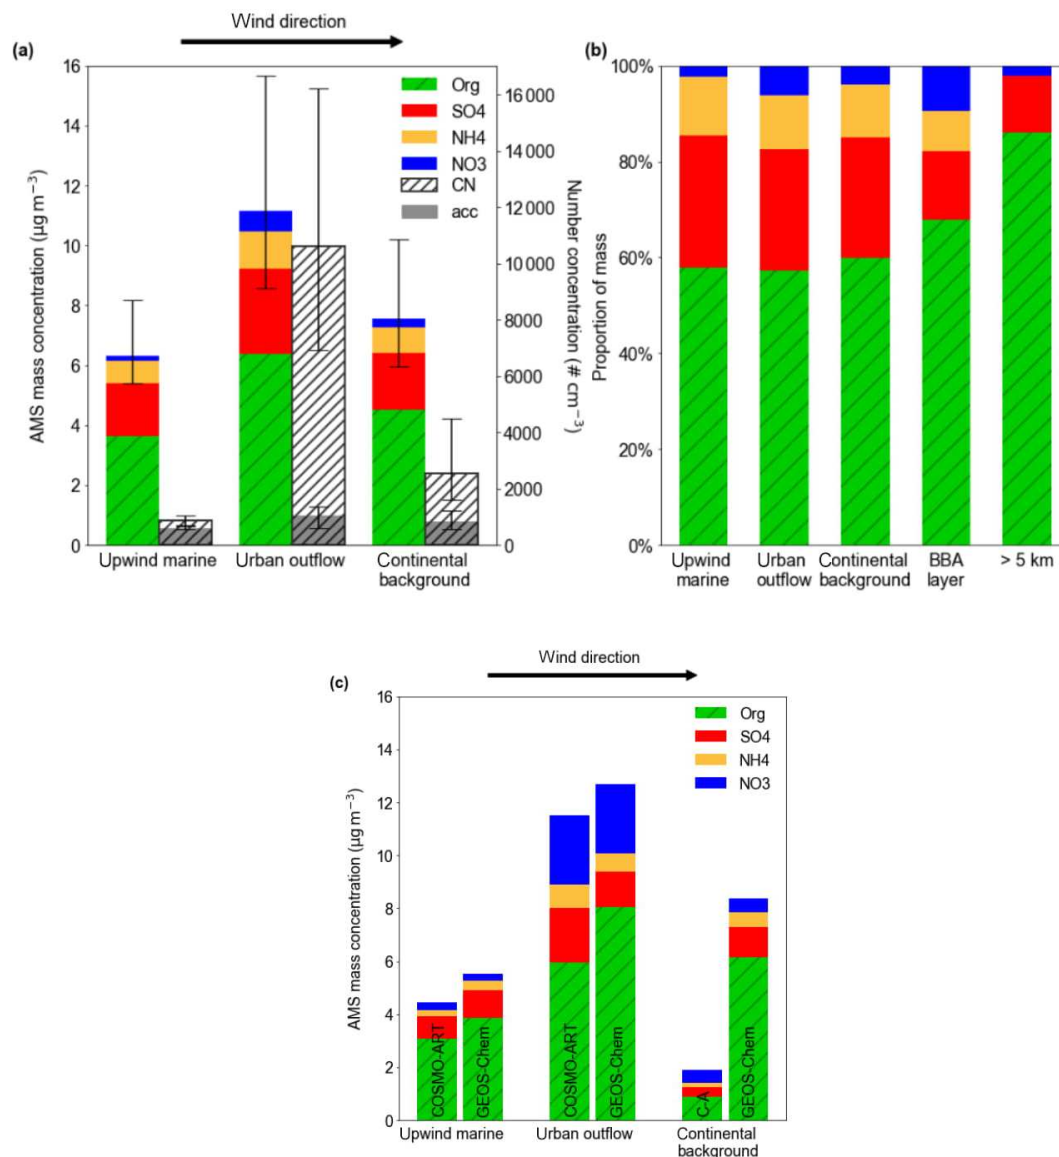 Wind direction
(a)
16
14
12
10
8
6
4
2
0
AMS mass concentration (µg m−3)
Org
SO4
NH4
NO3
CN
acc
16 000
14 000
12 000
10 000
8000
6000
4000
2000
0
Number concentration (# cm−3)
Upwind marine
Urban outflow
Continental
background
(b)
100%
80%
60%
40%
20%
0%
Proportion of mass
Upwind
marine
Urban
outflow
Continental
background
BBA
layer
> 5 km
Wind direction
(c)
16
14
12
10
8
6
4
2
0
AMS mass concentration (µg m−3)
Org
SO4
NH4
NO3
COSMO-ART
GEOS-Chem
COSMO-ART
GEOS-Chem
C-A
GEOS-Chem
Upwind marine
Urban outflow
Continental
background